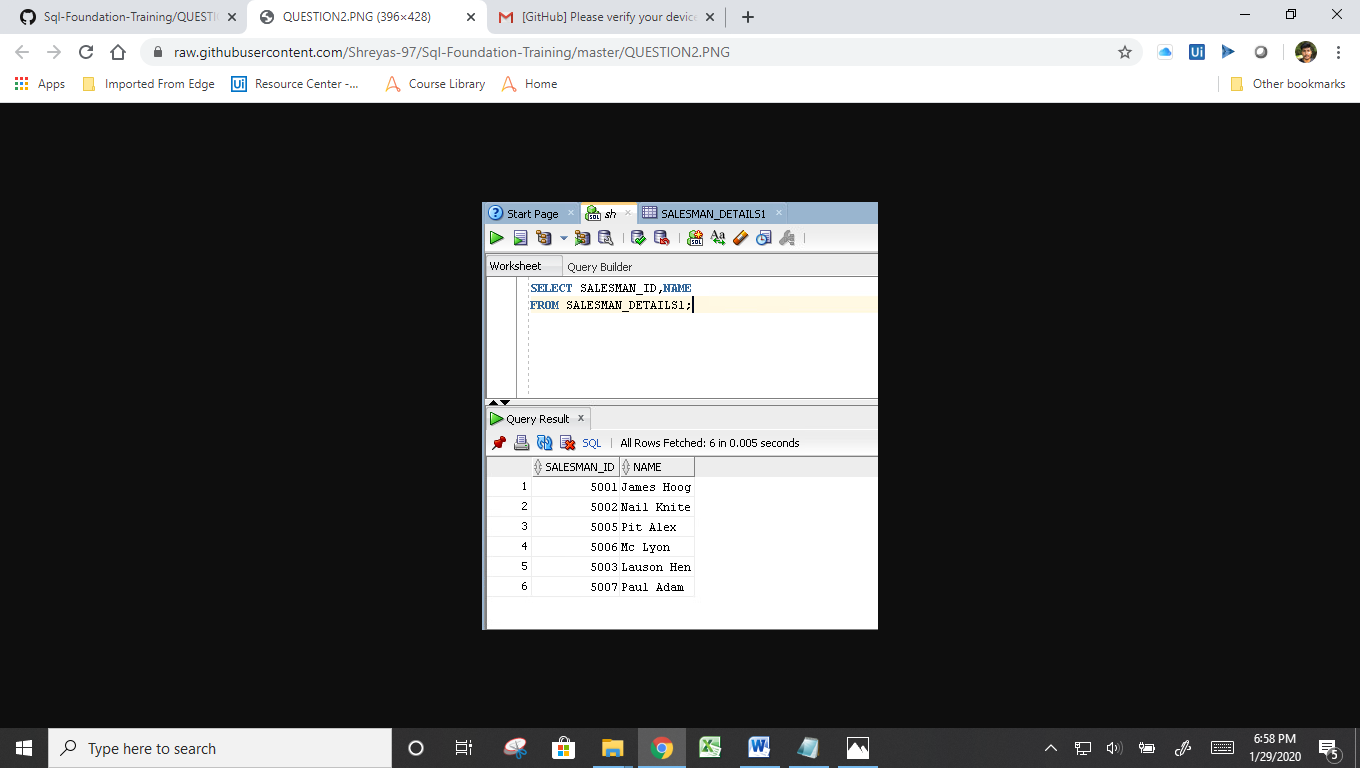 Sql-Foundation-Training/QUESTI
QUESTION2.PNG (396×428)
[GitHub] Please verify your device
raw.githubusercontent.com/Shreyas-97/Sql-Foundation-Training/master/QUESTION2.PNG
Ui
Apps
Imported From Edge
Ui
Resource Center -...
Course Library
Home
Other bookmarks
Start Page
sh
SALESMAN_DETAILS1
Worksheet
Query Builder
SELECT SALESMAN_ID,NAME
FROM SALESMAN_DETAILS1;
Query Result
SQL
All Rows Fetched: 6 in 0.005 seconds
SALESMAN_ID NAME
1 5001 James Hoog
2 5002 Nail Knite
3 5005 Pit Alex
4 5006 Mc Lyon
5 5003 Lauson Hen
6 5007 Paul Adam
Type here to search
6:58 PM
1/29/2020
5